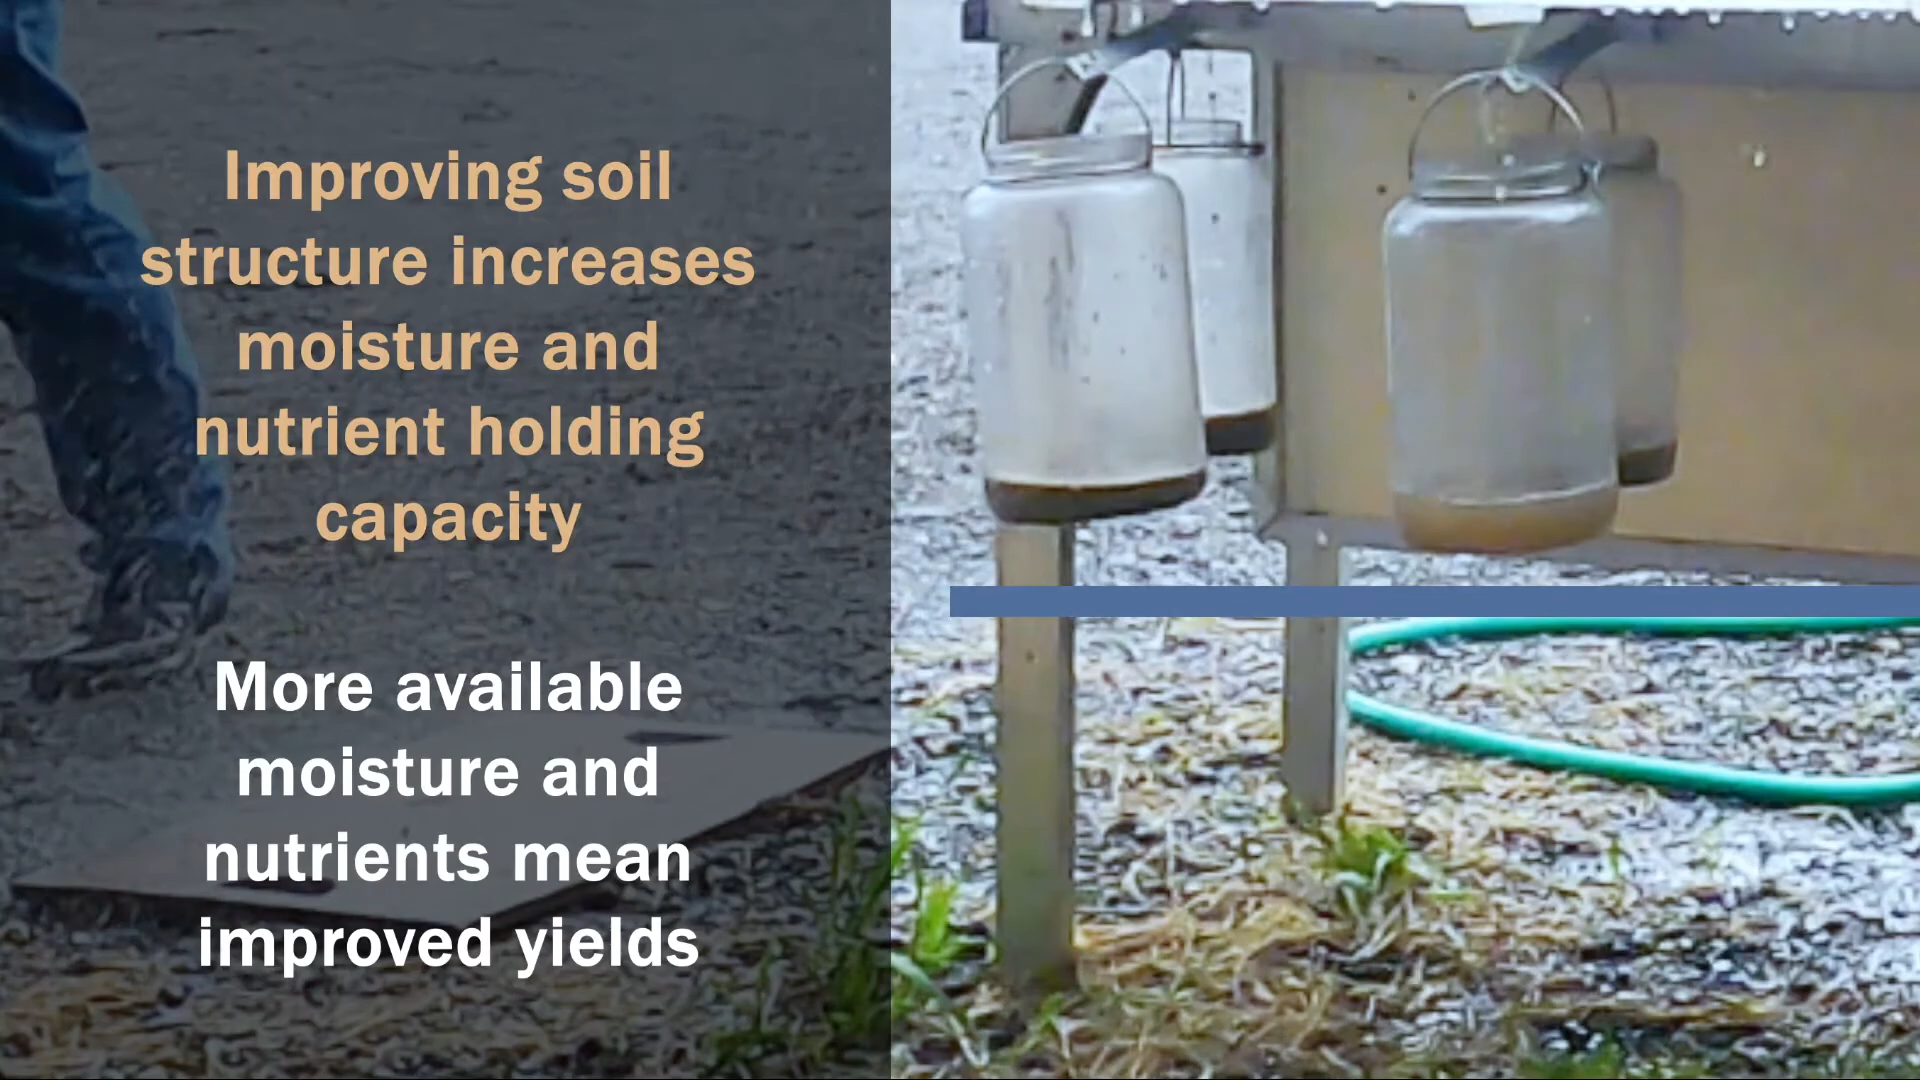 Improving soil
structure increases
moisture and
nutrient holding
capacity
More available
moisture and
nutrients mean
improved yields